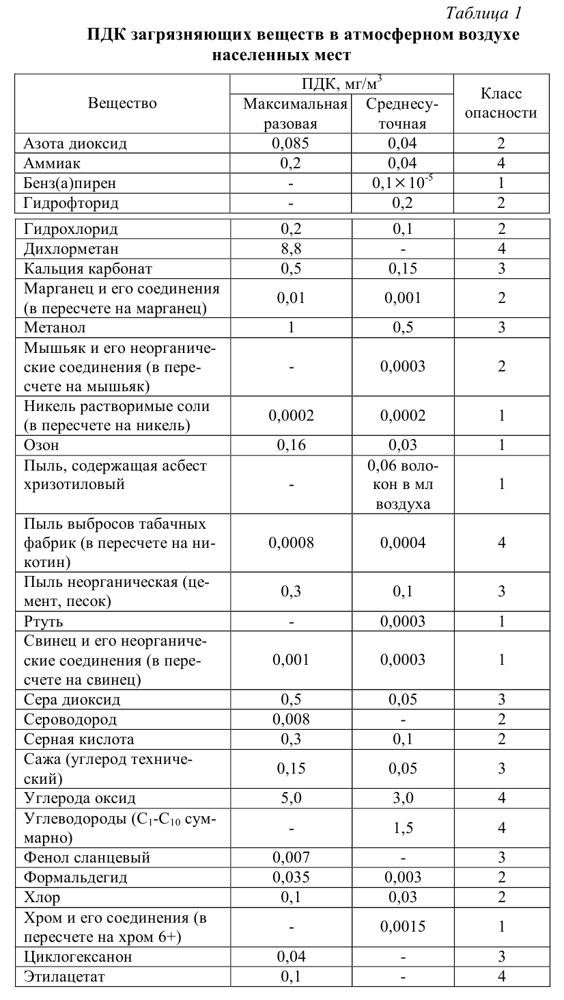 Таблица 1
ПДК загрязняющих веществ в атмосферном воздухе
населенных мест
Вещество
ПДК, мг/м³
Класс
опасности
Максимальная
разовая
Среднесу-
точная
Азота диоксид 0,085 0,04 2
Аммиак 0,2 0,04 4
Бенз(а)пирен - 0,1×10⁻⁵ 1
Гидрофторид - 0,2 2
Гидрохлорид 0,2 0,1 2
Дихлорметан 8,8 - 4
Кальция карбонат 0,5 0,15 3
Марганец и его соединения
(в пересчете на марганец) 0,01 0,001 2
Метанол 1 0,5 3
Мышьяк и его неорганиче-
ские соединения (в пере- - 0,0003 2
счете на мышьяк)
Никель растворимые соли
(в пересчете на никель) 0,0002 0,0002 1
Озон 0,16 0,03 1
Пыль, содержащая асбест 0,06 воло-
хризотиловый - кон в мл 1
воздуха
Пыль выбросов табачных
фабрик (в пересчете на ни- 0,0008 0,0004 4
котин)
Пыль неорганическая (це-
мент, песок) 0,3 0,1 3
Ртуть - 0,0003 1
Свинец и его неорганиче-
ские соединения (в пере- 0,001 0,0003 1
счете на свинец)
Сера диоксид 0,5 0,05 3
Сероводород 0,008 - 2
Серная кислота 0,3 0,1 2
Сажа (углерод техниче-
ский) 0,15 0,05 3
Углерода оксид 5,0 3,0 4
Углеводороды (C₁-C₁₀ сум-
марно) - 1,5 4
Фенол сланцевый 0,007 - 3
Формальдегид 0,035 0,003 2
Хлор 0,1 0,03 2
Хром и его соединения (в
пересчете на хром 6+) - 0,0015 1
Циклогексанон 0,04 - 3
Этилацетат 0,1 - 4